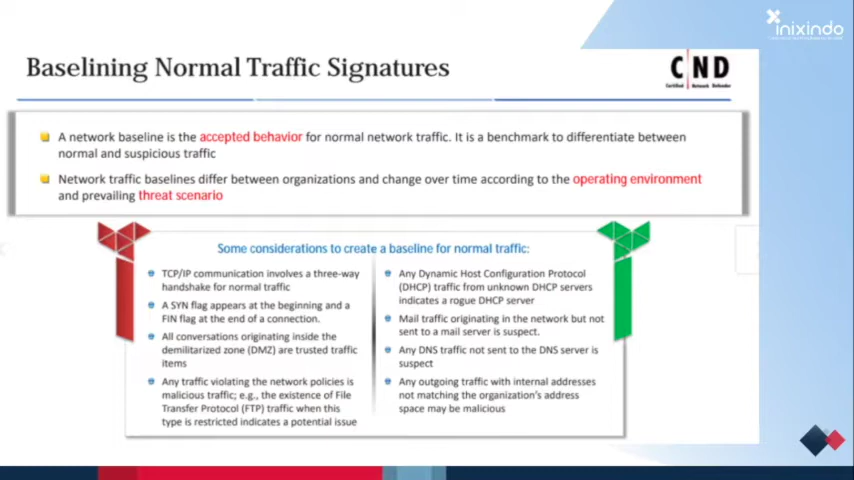 inixindo
Baselining Normal Traffic Signatures
CND
Certified Network Defender
A network baseline is the accepted behavior for normal network traffic. It is a benchmark to differentiate between
normal and suspicious traffic
Network traffic baselines differ between organizations and change over time according to the operating environment
and prevailing threat scenario
Some considerations to create a baseline for normal traffic:
TCP/IP communication involves a three-way
handshake for normal traffic
A SYN flag appears at the beginning and a
FIN flag at the end of a connection.
All conversations originating inside the
demilitarized zone (DMZ) are trusted traffic
items
Any traffic violating the network policies is
malicious traffic; e.g., the existence of File
Transfer Protocol (FTP) traffic when this
type is restricted indicates a potential issue
Any Dynamic Host Configuration Protocol
(DHCP) traffic from unknown DHCP servers
indicates a rogue DHCP server
Mail traffic originating in the network but not
sent to a mail server is suspect.
Any DNS traffic not sent to the DNS server is
suspect
Any outgoing traffic with internal addresses
not matching the organization's address
space may be malicious